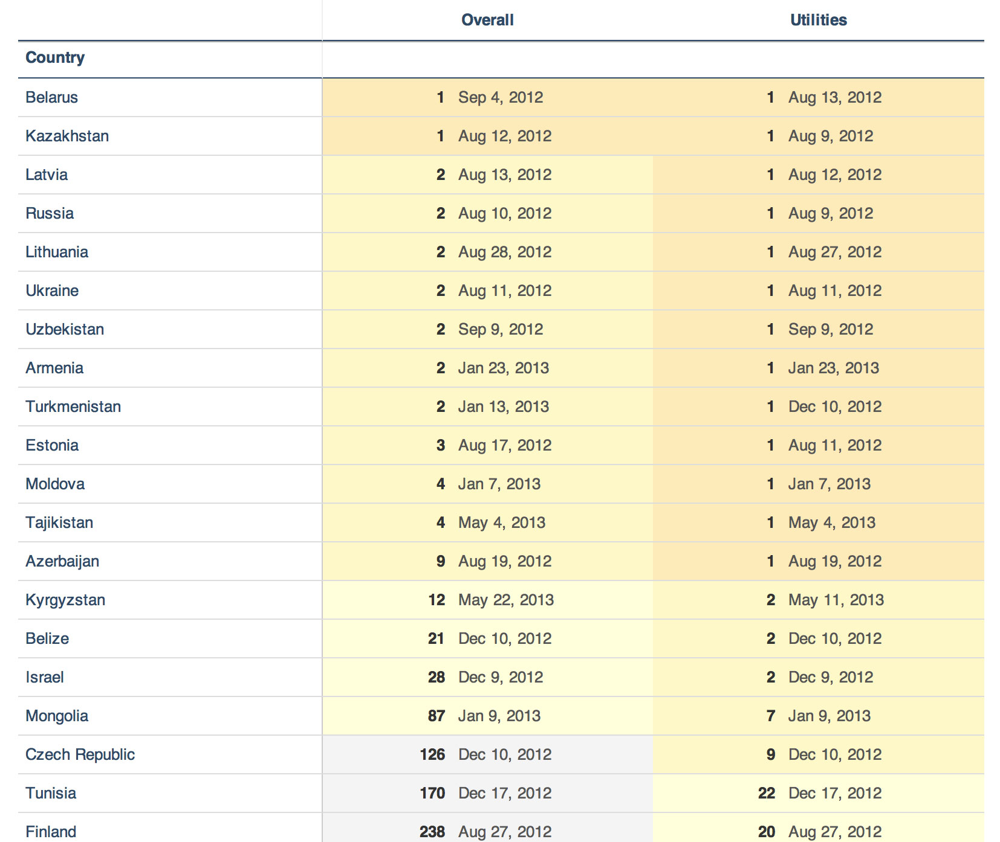 Overall Utilities
Country
Belarus 1 Sep 4, 2012 1 Aug 13, 2012
Kazakhstan 1 Aug 12, 2012 1 Aug 9, 2012
Latvia 2 Aug 13, 2012 1 Aug 12, 2012
Russia 2 Aug 10, 2012 1 Aug 9, 2012
Lithuania 2 Aug 28, 2012 1 Aug 27, 2012
Ukraine 2 Aug 11, 2012 1 Aug 11, 2012
Uzbekistan 2 Sep 9, 2012 1 Sep 9, 2012
Armenia 2 Jan 23, 2013 1 Jan 23, 2013
Turkmenistan 2 Jan 13, 2013 1 Dec 10, 2012
Estonia 3 Aug 17, 2012 1 Aug 11, 2012
Moldova 4 Jan 7, 2013 1 Jan 7, 2013
Tajikistan 4 May 4, 2013 1 May 4, 2013
Azerbaijan 9 Aug 19, 2012 1 Aug 19, 2012
Kyrgyzstan 12 May 22, 2013 2 May 11, 2013
Belize 21 Dec 10, 2012 2 Dec 10, 2012
Israel 28 Dec 9, 2012 2 Dec 9, 2012
Mongolia 87 Jan 9, 2013 7 Jan 9, 2013
Czech Republic 126 Dec 10, 2012 9 Dec 10, 2012
Tunisia 170 Dec 17, 2012 22 Dec 17, 2012
Finland 238 Aug 27, 2012 20 Aug 27, 2012